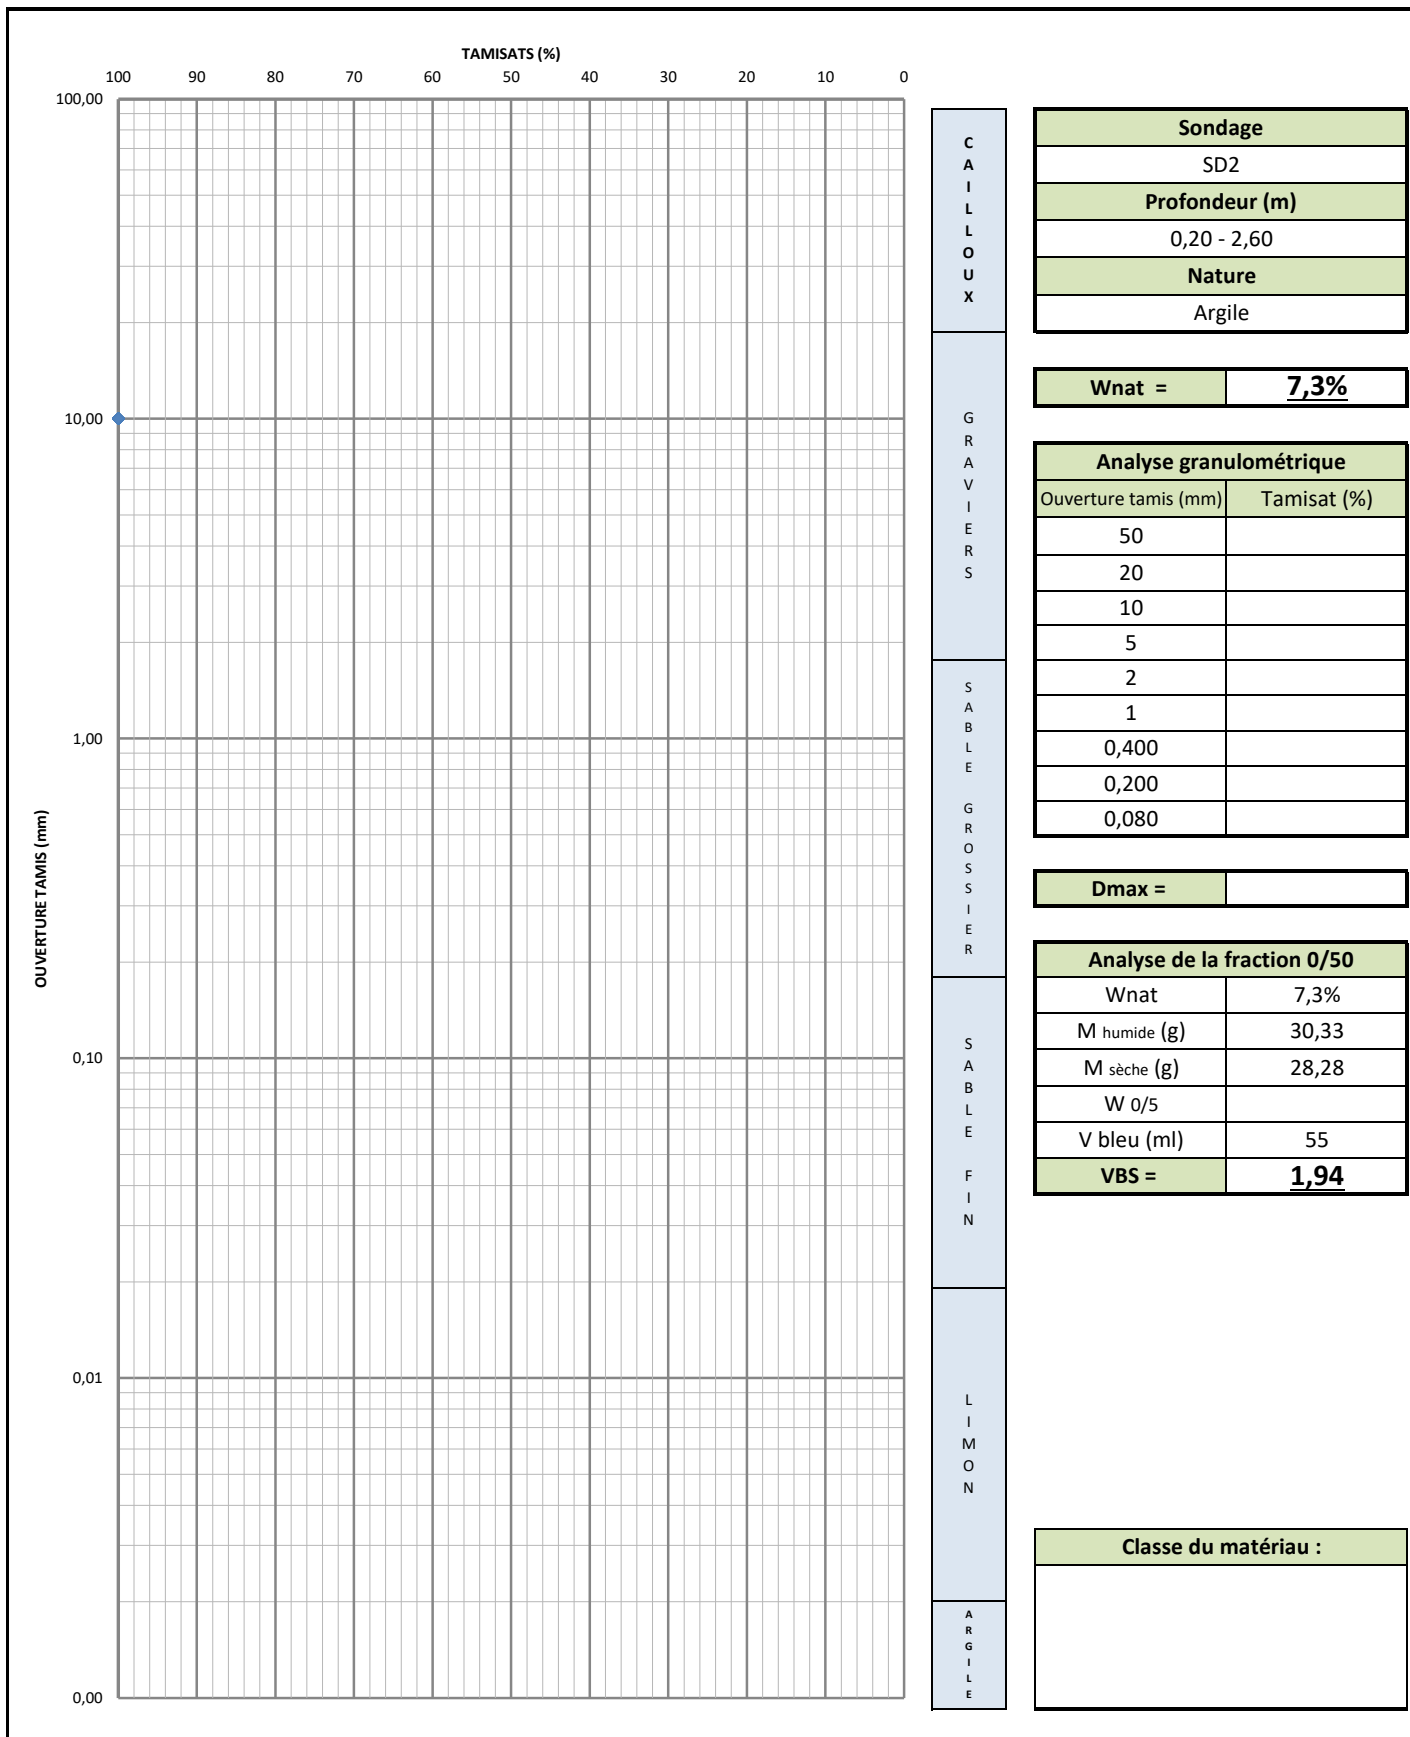 TAMISATS (%)
100 90 80 70 60 50 40 30 20 10 0
100,00
10,00
1,00
0,10
0,01
0,00
OUVERTURE TAMIS (mm)
CAILLOUX
GRAVIERS
SABLE GROSSIER
SABLE FIN
LIMON
ARGILE
Sondage
SD2
Profondeur (m)
0,20 - 2,60
Nature
Argile
Wnat = 7,3%
Analyse granulométrique
Ouverture tamis (mm) Tamisat (%)
50
20
10
5
2
1
0,400
0,200
0,080
Dmax =
Analyse de la fraction 0/50
Wnat 7,3%
M humide (g) 30,33
M sèche (g) 28,28
W 0/5
V bleu (ml) 55
VBS = 1,94
Classe du matériau :